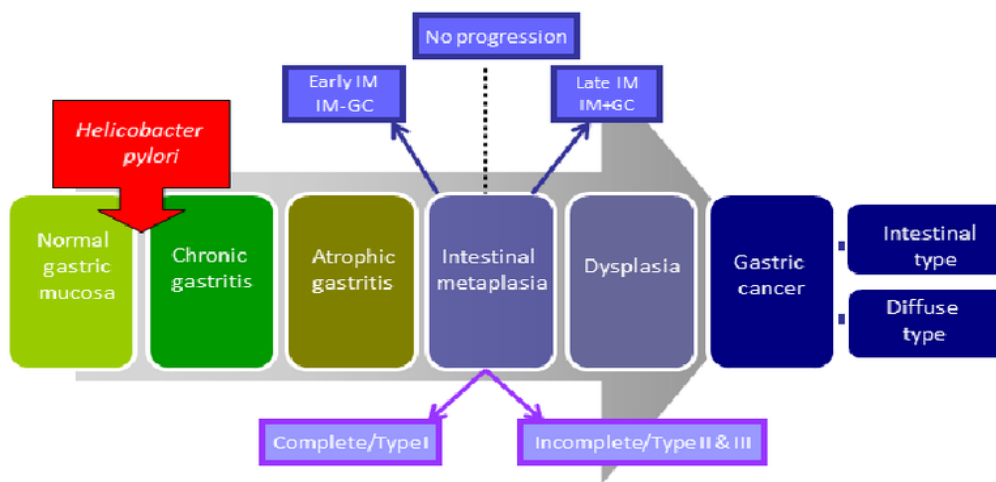 No progression
Early IM
IM-GC
Late IM
IM+GC
Helicobacter
pylori
Normal
gastric
mucosa
Chronic
gastritis
Atrophic
gastritis
Intestinal
metaplasia
Dysplasia
Gastric
cancer
Intestinal
type
Diffuse
type
Complete/Type I
Incomplete/Type II & III